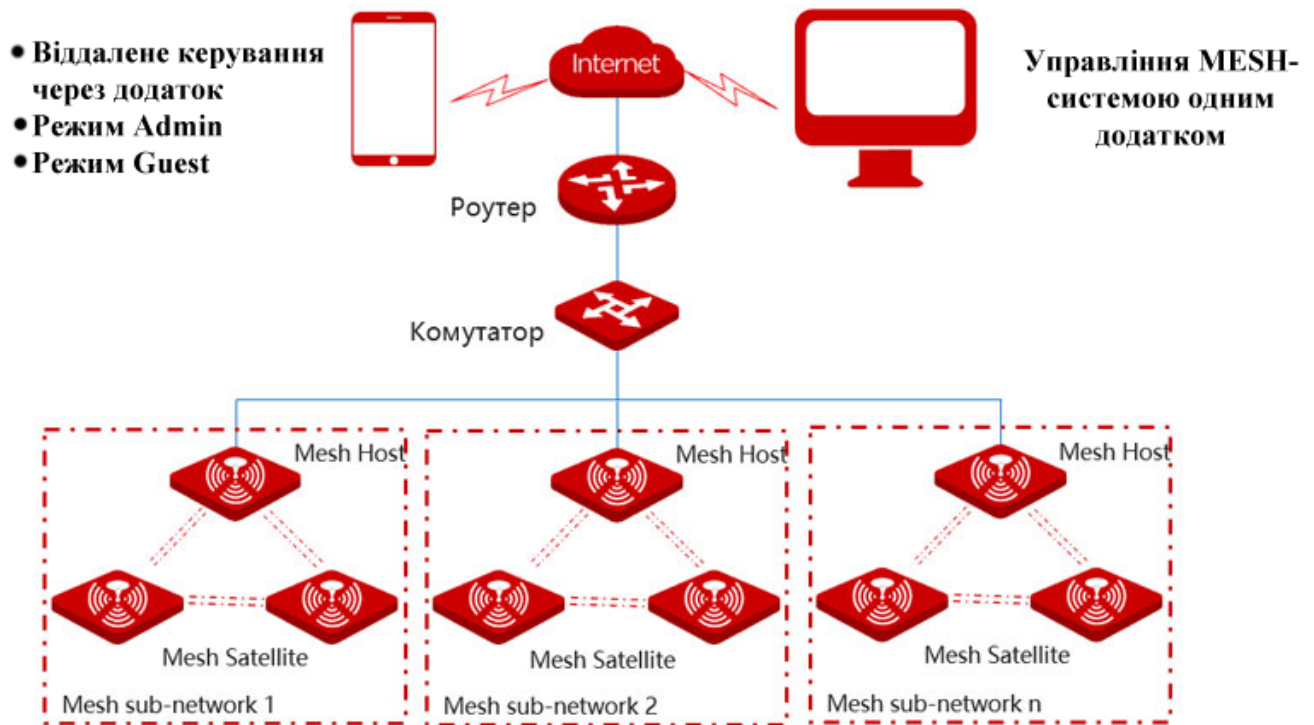 • Віддалене керування
через додаток
• Режим Admin
• Режим Guest
Internet
Управління MESH-
системою одним
додатком
Роутер
Комутатор
Mesh Host
Mesh Satellite
Mesh sub-network 1
Mesh Host
Mesh Satellite
Mesh sub-network 2
Mesh Host
Mesh Satellite
Mesh sub-network n